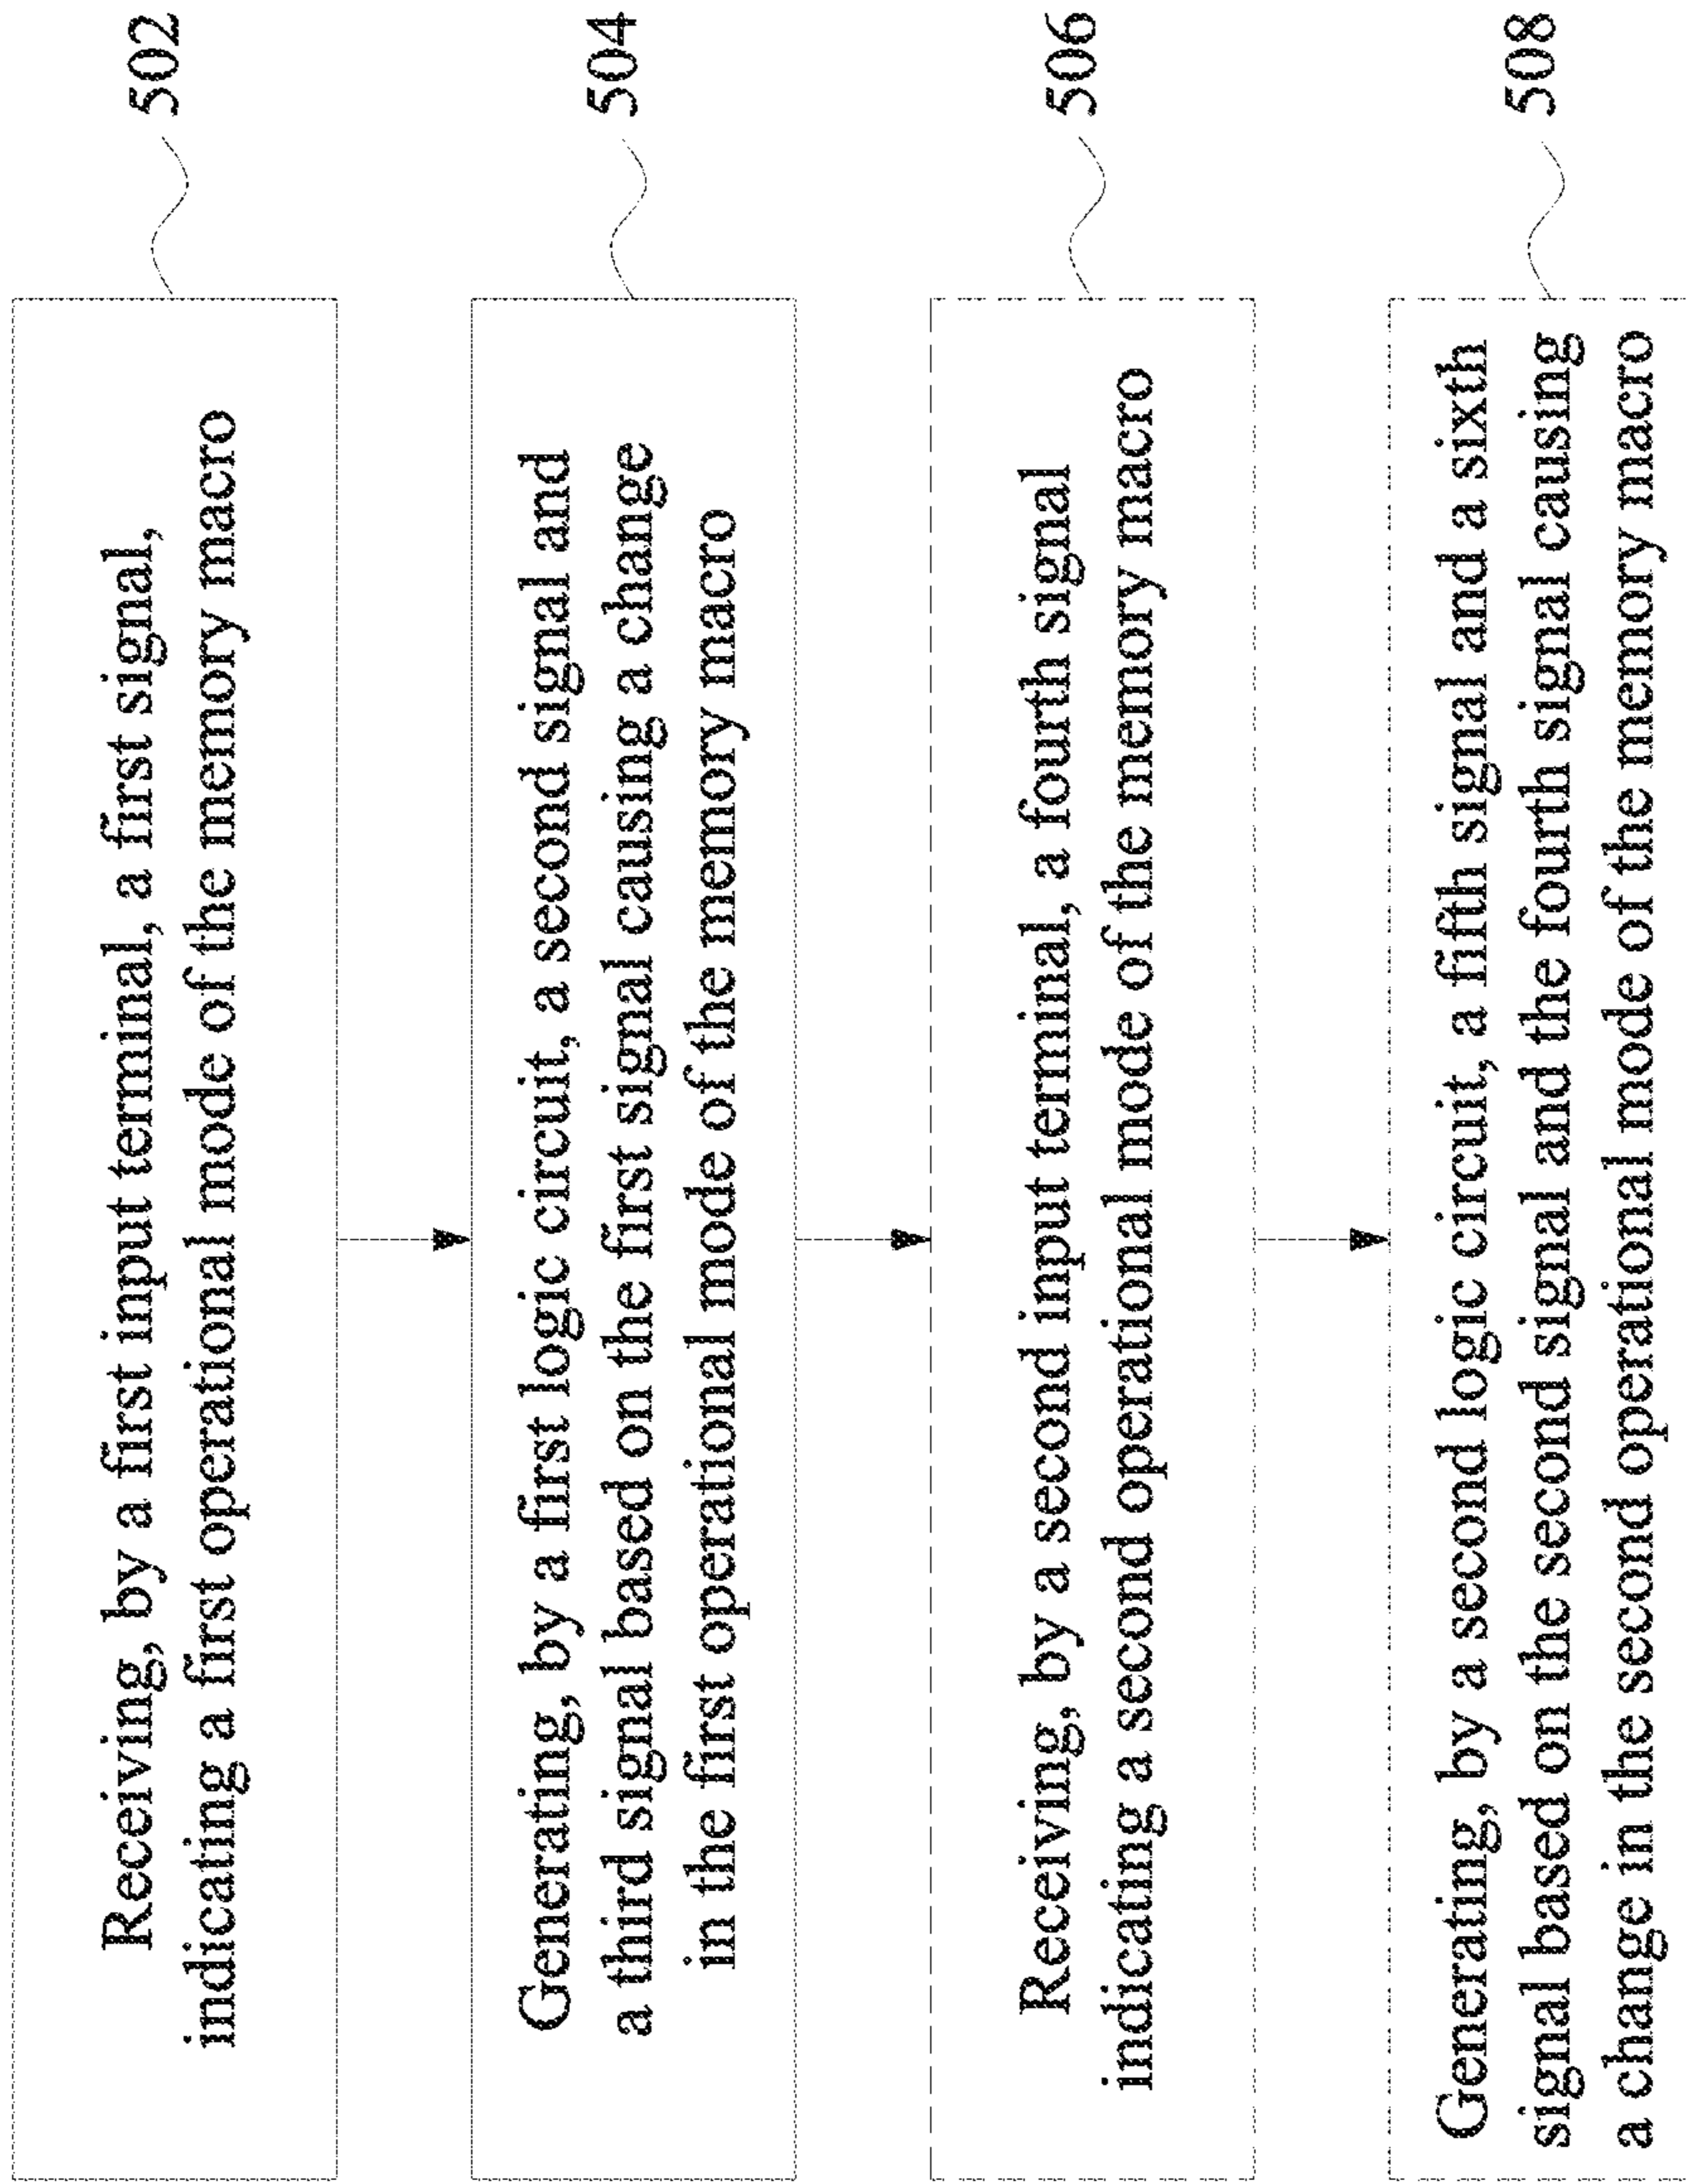 Receiving, by a first input terminal, a first signal,
indicating a first operational mode of the memory macro
502
Generating, by a first logic circuit, a second signal and
a third signal based on the first signal causing a change
in the first operational mode of the memory macro
504
Receiving, by a second input terminal, a fourth signal
indicating a second operational mode of the memory macro
506
Generating, by a second logic circuit, a fifth signal and a sixth
signal based on the second signal and the fourth signal causing
a change in the second operational mode of the memory macro
508